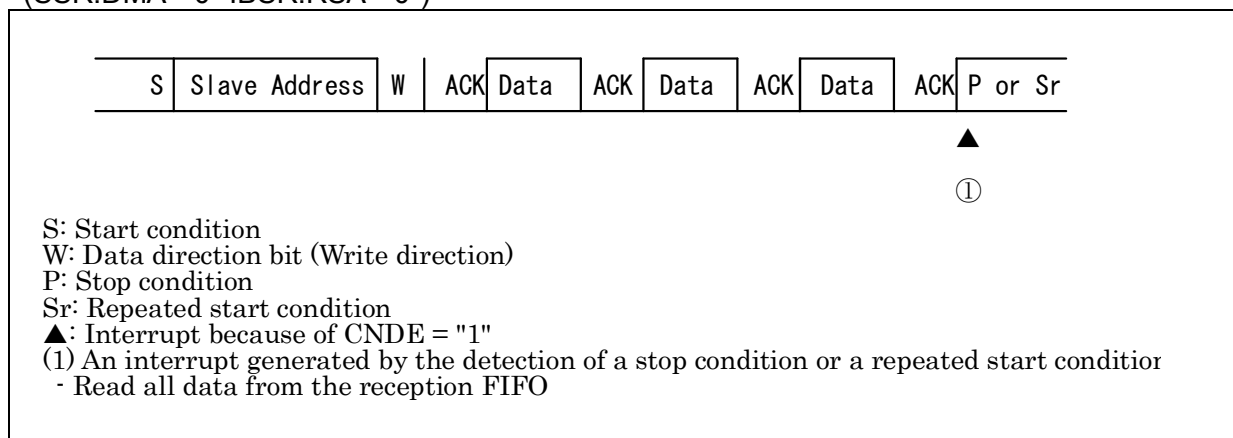 S Slave Address W ACK Data ACK Data ACK Data ACK P or Sr
▲
①
S: Start condition
W: Data direction bit (Write direction)
P: Stop condition
Sr: Repeated start condition
▲: Interrupt because of CNDE = "1"
(1) An interrupt generated by the detection of a stop condition or a repeated start condition
- Read all data from the reception FIFO